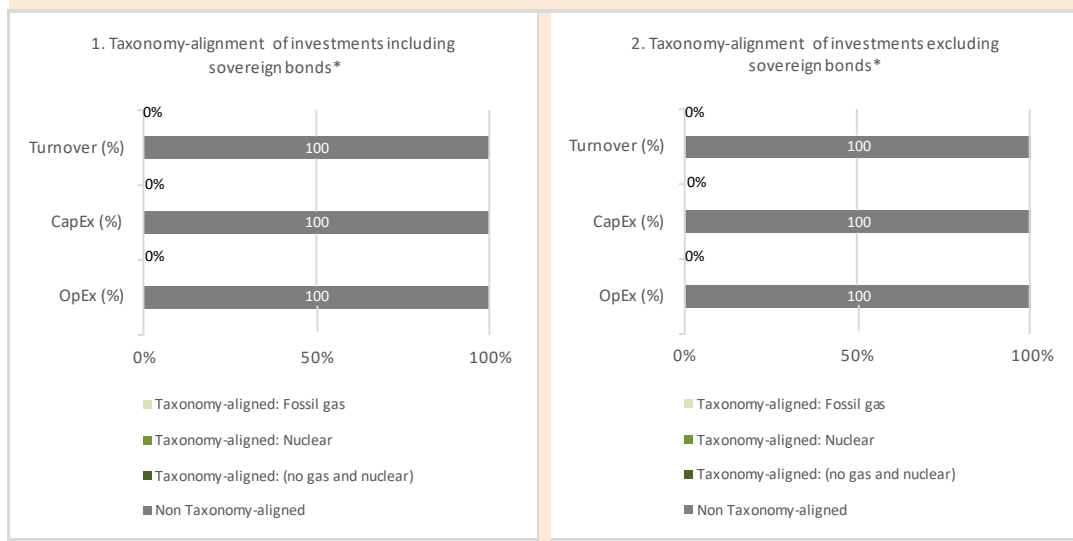 1. Taxonomy-alignment of investments including
sovereign bonds*
0%
Turnover (%)
100
0%
CapEx (%)
100
0%
OpEx (%)
100
0%
50%
100%
Taxonomy-aligned: Fossil gas
Taxonomy-aligned: Nuclear
Taxonomy-aligned: (no gas and nuclear)
Non Taxonomy-aligned
2. Taxonomy-alignment of investments excluding
sovereign bonds*
0%
Turnover (%)
100
0%
CapEx (%)
100
0%
OpEx (%)
100
0%
50%
100%
Taxonomy-aligned: Fossil gas
Taxonomy-aligned: Nuclear
Taxonomy-aligned: (no gas and nuclear)
Non Taxonomy-aligned